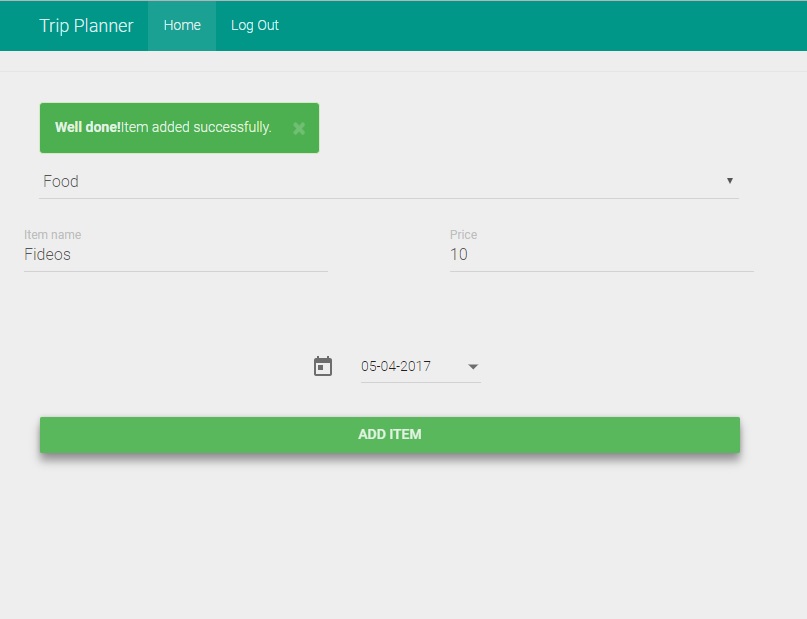 Trip Planner Home Log Out
Well done!Item added successfully. ×
Food
Item name Price
Fideos 10
05-04-2017
ADD ITEM